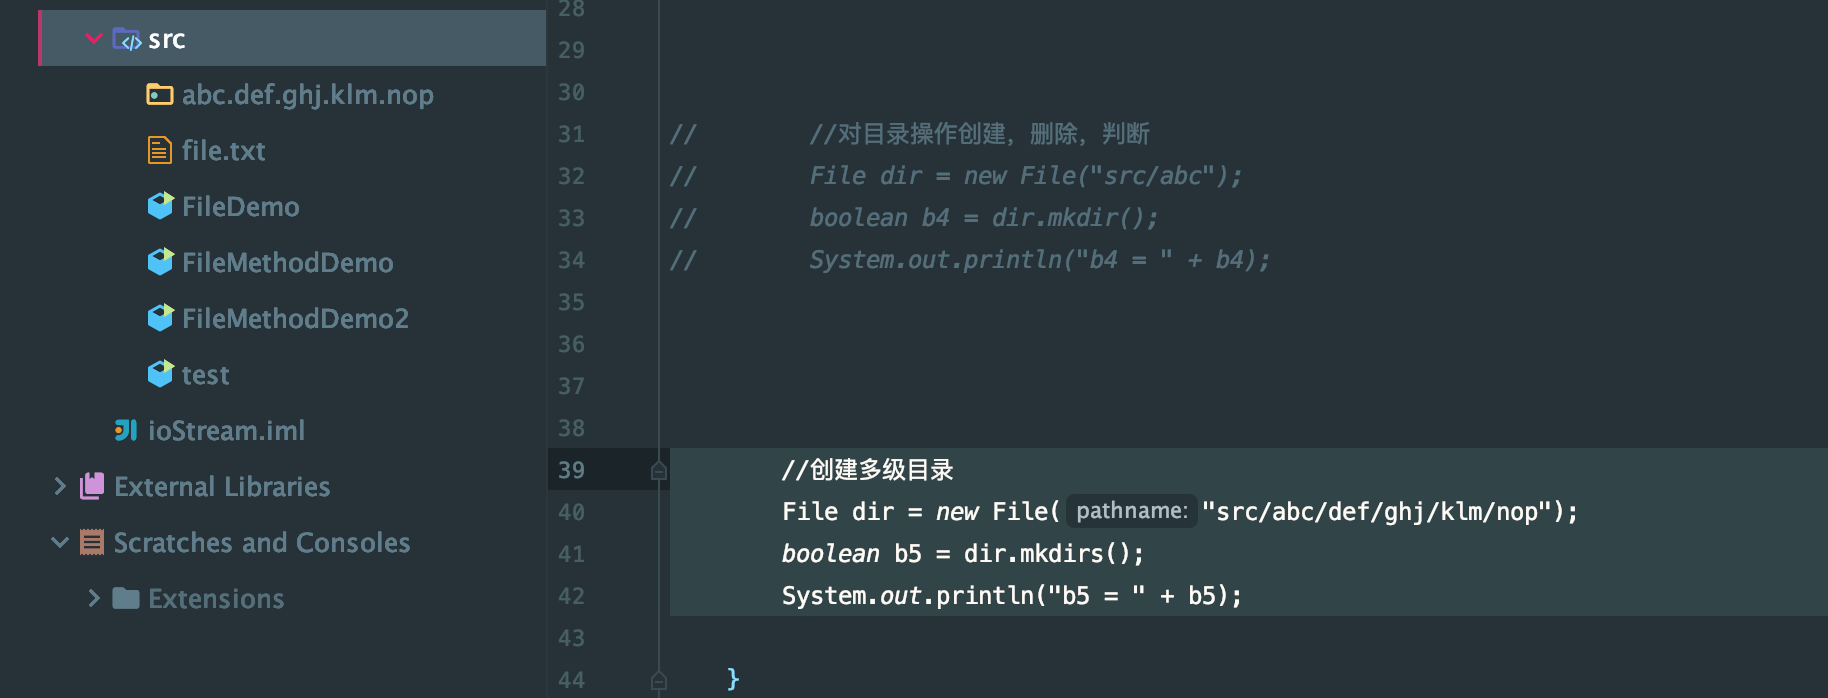 src
abc.def.ghj.klm.nop
file.txt
FileDemo
FileMethodDemo
FileMethodDemo2
test
ioStream.iml
External Libraries
Scratches and Consoles
Extensions
28
29
30
31 // //对目录操作创建，删除，判断
32 // File dir = new File("src/abc");
33 // boolean b4 = dir.mkdir();
34 // System.out.println("b4 = " + b4);
35
36
37
38
39 //创建多级目录
40 File dir = new File( pathname: "src/abc/def/ghj/klm/nop");
41 boolean b5 = dir.mkdirs();
42 System.out.println("b5 = " + b5);
43
44 }